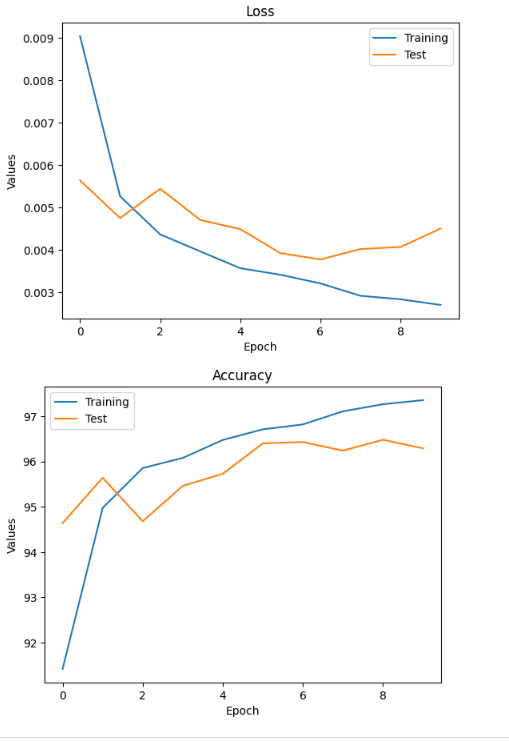 Loss
Training
Test
0.009
0.008
0.007
0.006
0.005
0.004
0.003
Values
0 2 4 6 8
Epoch
Accuracy
Training
Test
97
96
95
94
93
92
Values
0 2 4 6 8
Epoch